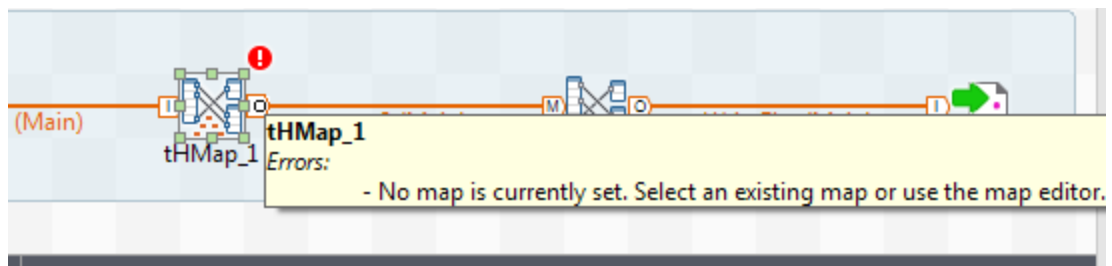 I
O
M
O
I
(Main)
tHMap_1
tHMap_1
Errors:
- No map is currently set. Select an existing map or use the map editor.